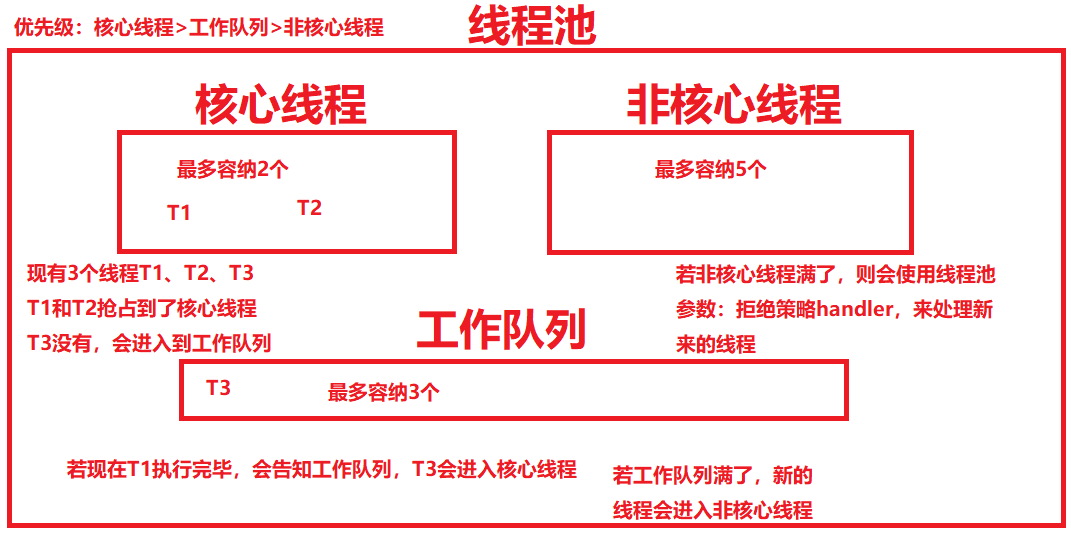 优先级：核心线程>工作队列>非核心线程
线程池
核心线程
非核心线程
最多容纳2个
最多容纳5个
T1
T2
现有3个线程T1、T2、T3
T1和T2抢占到了核心线程
T3没有，会进入到工作队列
若非核心线程满了，则会使用线程池
参数：拒绝策略handler，来处理新
来的线程
工作队列
T3
最多容纳3个
若现在T1执行完毕，会告知工作队列，T3会进入核心线程
若工作队列满了，新的
线程会进入非核心线程